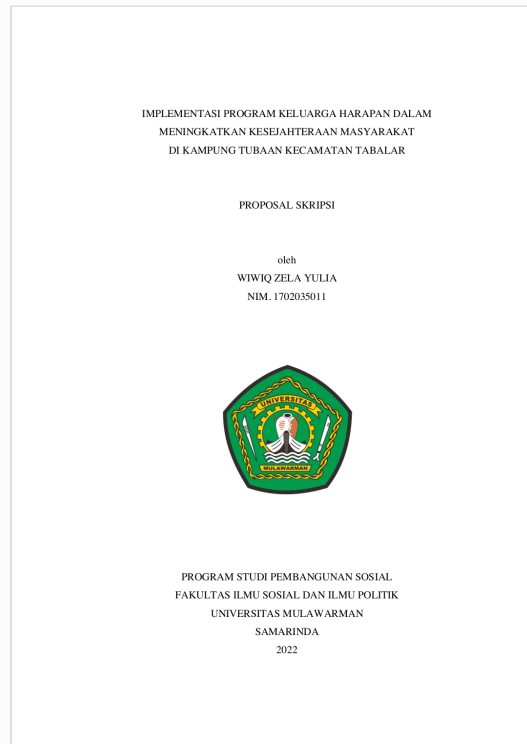 IMPLEMENTASI PROGRAM KELUARGA HARAPAN DALAM
MENINGKATKAN KESEJAHTERAAN MASYARAKAT
DI KAMPUNG TUBAAN KECAMATAN TABALAR
PROPOSAL SKRIPSI
oleh
WIWIQ ZELA YULIA
NIM. 1702035011
UNIVERSITAS
MULAWARMAN
PROGRAM STUDI PEMBANGUNAN SOSIAL
FAKULTAS ILMU SOSIAL DAN ILMU POLITIK
UNIVERSITAS MULAWARMAN
SAMARINDA
2022